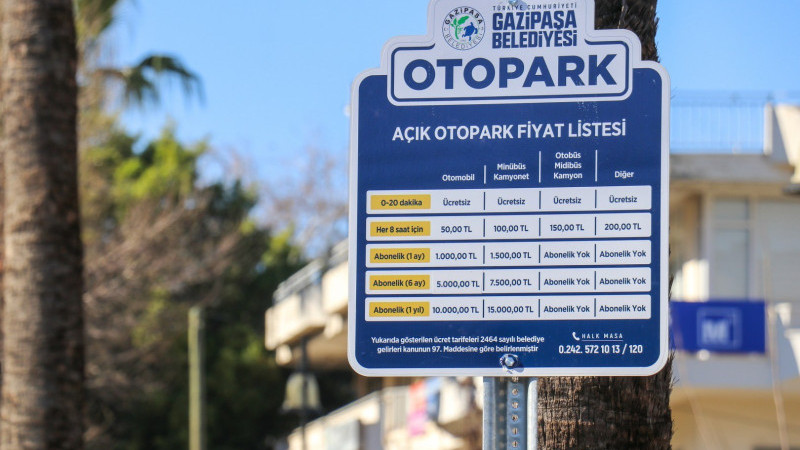 TÜRKİYE CUMHURİYETİ
GAZİPAŞA
BELEDİYESİ
GAZİPAŞA
BELEDİYESİ
OTOPARK
AÇIK OTOPARK FİYAT LİSTESİ
Otomobil Minübüs Kamyonet Otobüs Midibüs Kamyon Diğer
0-20 dakika Ücretsiz Ücretsiz Ücretsiz Ücretsiz
Her 8 saat için 50,00 TL 100,00 TL 150,00 TL 200,00 TL
Abonelik (1 ay) 1.000,00 TL 1.500,00 TL Abonelik Yok Abonelik Yok
Abonelik (6 ay) 5.000,00 TL 7.500,00 TL Abonelik Yok Abonelik Yok
Abonelik (1 yıl) 10.000,00 TL 15.000,00 TL Abonelik Yok Abonelik Yok
Yukarıda gösterilen ücret tarifeleri 2464 sayılı belediye
gelirleri kanunun 97. Maddesine göre belirlenmiştir
HALK MASA
0.242. 572 10 13 / 120
M